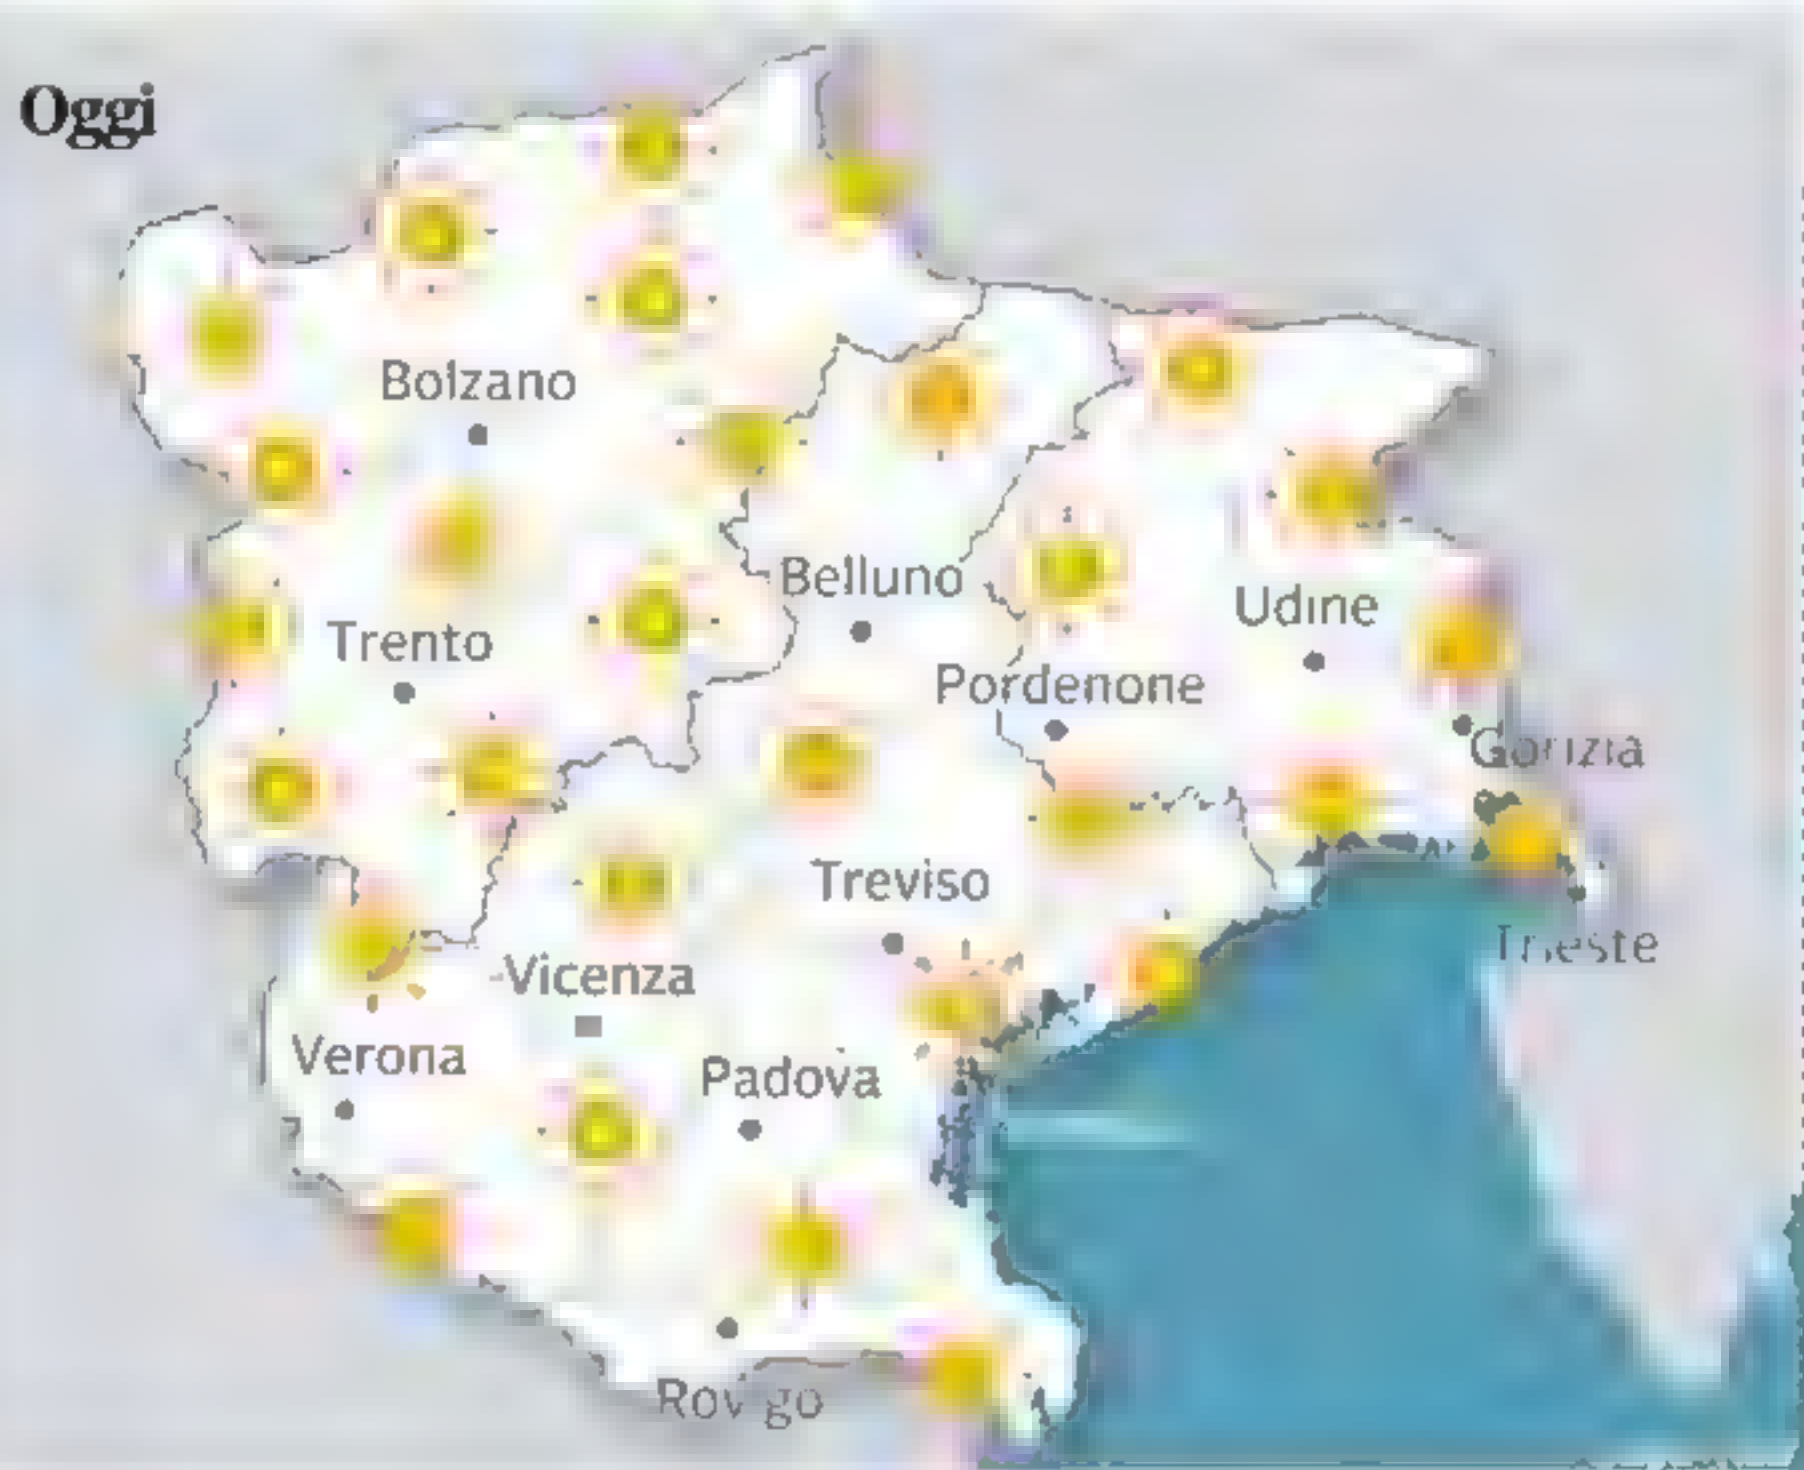 Oggi
Bolzano
Belluno
Udine
Trento
Pordenone
Gorizia
Treviso
Trieste
Vicenza
Verona
Padova
Rovigo